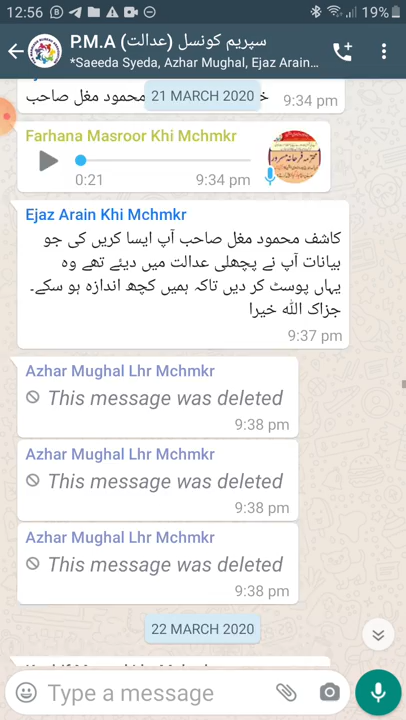 12:56
19%
P.M.A سپریم کونسل (عدالت)
*Saeeda Syeda, Azhar Mughal, Ejaz Arain...
21 MARCH 2020
محمود مغل صاحب
9:34 pm
Farhana Masroor Khi Mchmkr
0:21
9:34 pm
Ejaz Arain Khi Mchmkr
کاشف محمود مغل صاحب آپ ایسا کریں کی جو
بیانات آپ نے پچھلی عدالت میں دیئے تھے وہ
یہاں پوسٹ کر دیں تاکہ ہمیں کچھ اندازہ ہو سکے۔
جزاک اللّٰہ خیرا
9:37 pm
Azhar Mughal Lhr Mchmkr
This message was deleted
9:38 pm
Azhar Mughal Lhr Mchmkr
This message was deleted
9:38 pm
Azhar Mughal Lhr Mchmkr
This message was deleted
9:38 pm
22 MARCH 2020
Type a message